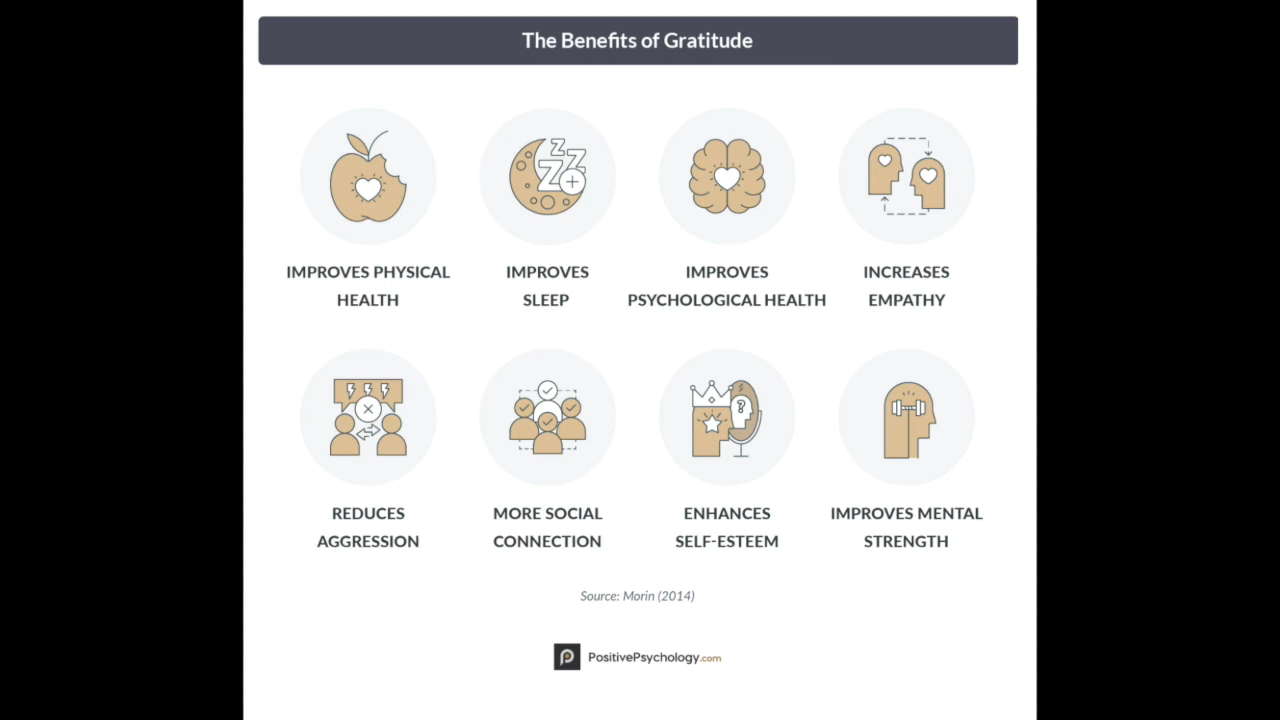 The Benefits of Gratitude
IMPROVES PHYSICAL
HEALTH
IMPROVES
SLEEP
IMPROVES
PSYCHOLOGICAL HEALTH
INCREASES
EMPATHY
REDUCES
AGGRESSION
MORE SOCIAL
CONNECTION
ENHANCES
SELF-ESTEEM
IMPROVES MENTAL
STRENGTH
Source: Morin (2014)
PositivePsychology.com